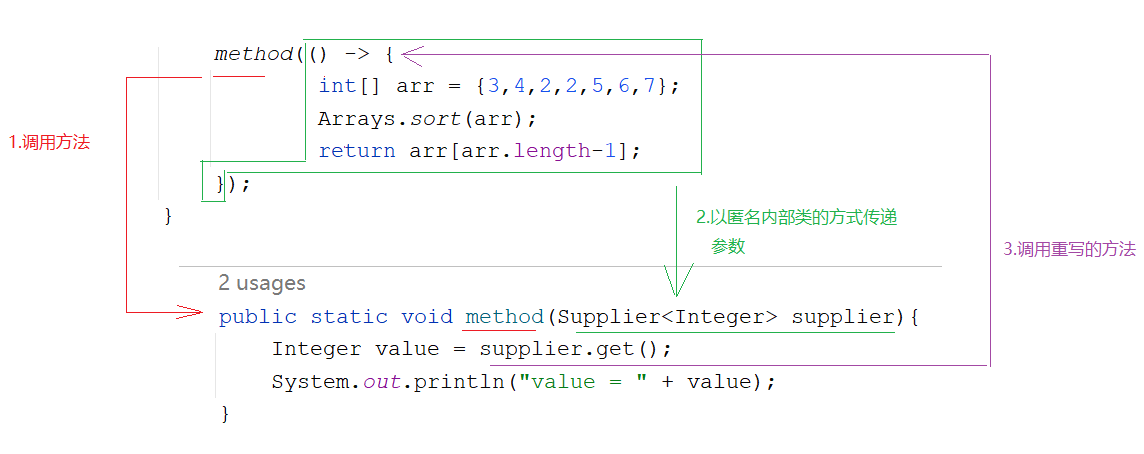 method(() -> {
int[] arr = {3,4,2,2,5,6,7};
Arrays.sort(arr);
1.调用方法
return arr[arr.length-1];
});
}
2.以匿名内部类的方式传递
参数
3.调用重写的方法
2 usages
public static void method(Supplier<Integer> supplier){
Integer value = supplier.get();
System.out.println("value = " + value);
}